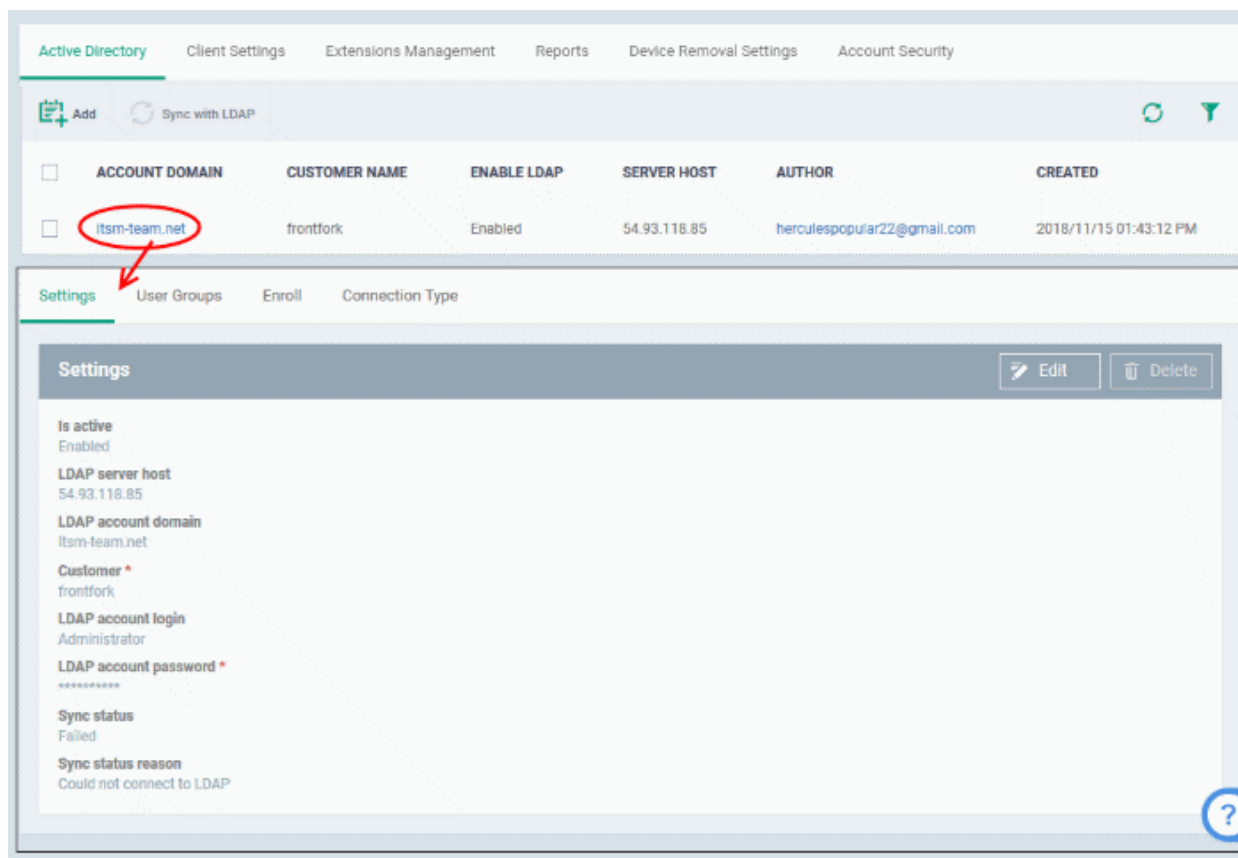 Active Directory Client Settings Extensions Management Reports Device Removal Settings Account Security
Add Sync with LDAP
ACCOUNT DOMAIN CUSTOMER NAME ENABLE LDAP SERVER HOST AUTHOR CREATED
itsm-team.net frontfork Enabled 54.93.118.85 herculespopular22@gmail.com 2018/11/15 01:43:12 PM
Settings User Groups Enroll Connection Type
Settings Edit Delete
Is active
Enabled
LDAP server host
54.93.118.85
LDAP account domain
itsm-team.net
Customer *
frontfork
LDAP account login
Administrator
LDAP account password *
**********
Sync status
Failed
Sync status reason
Could not connect to LDAP
?